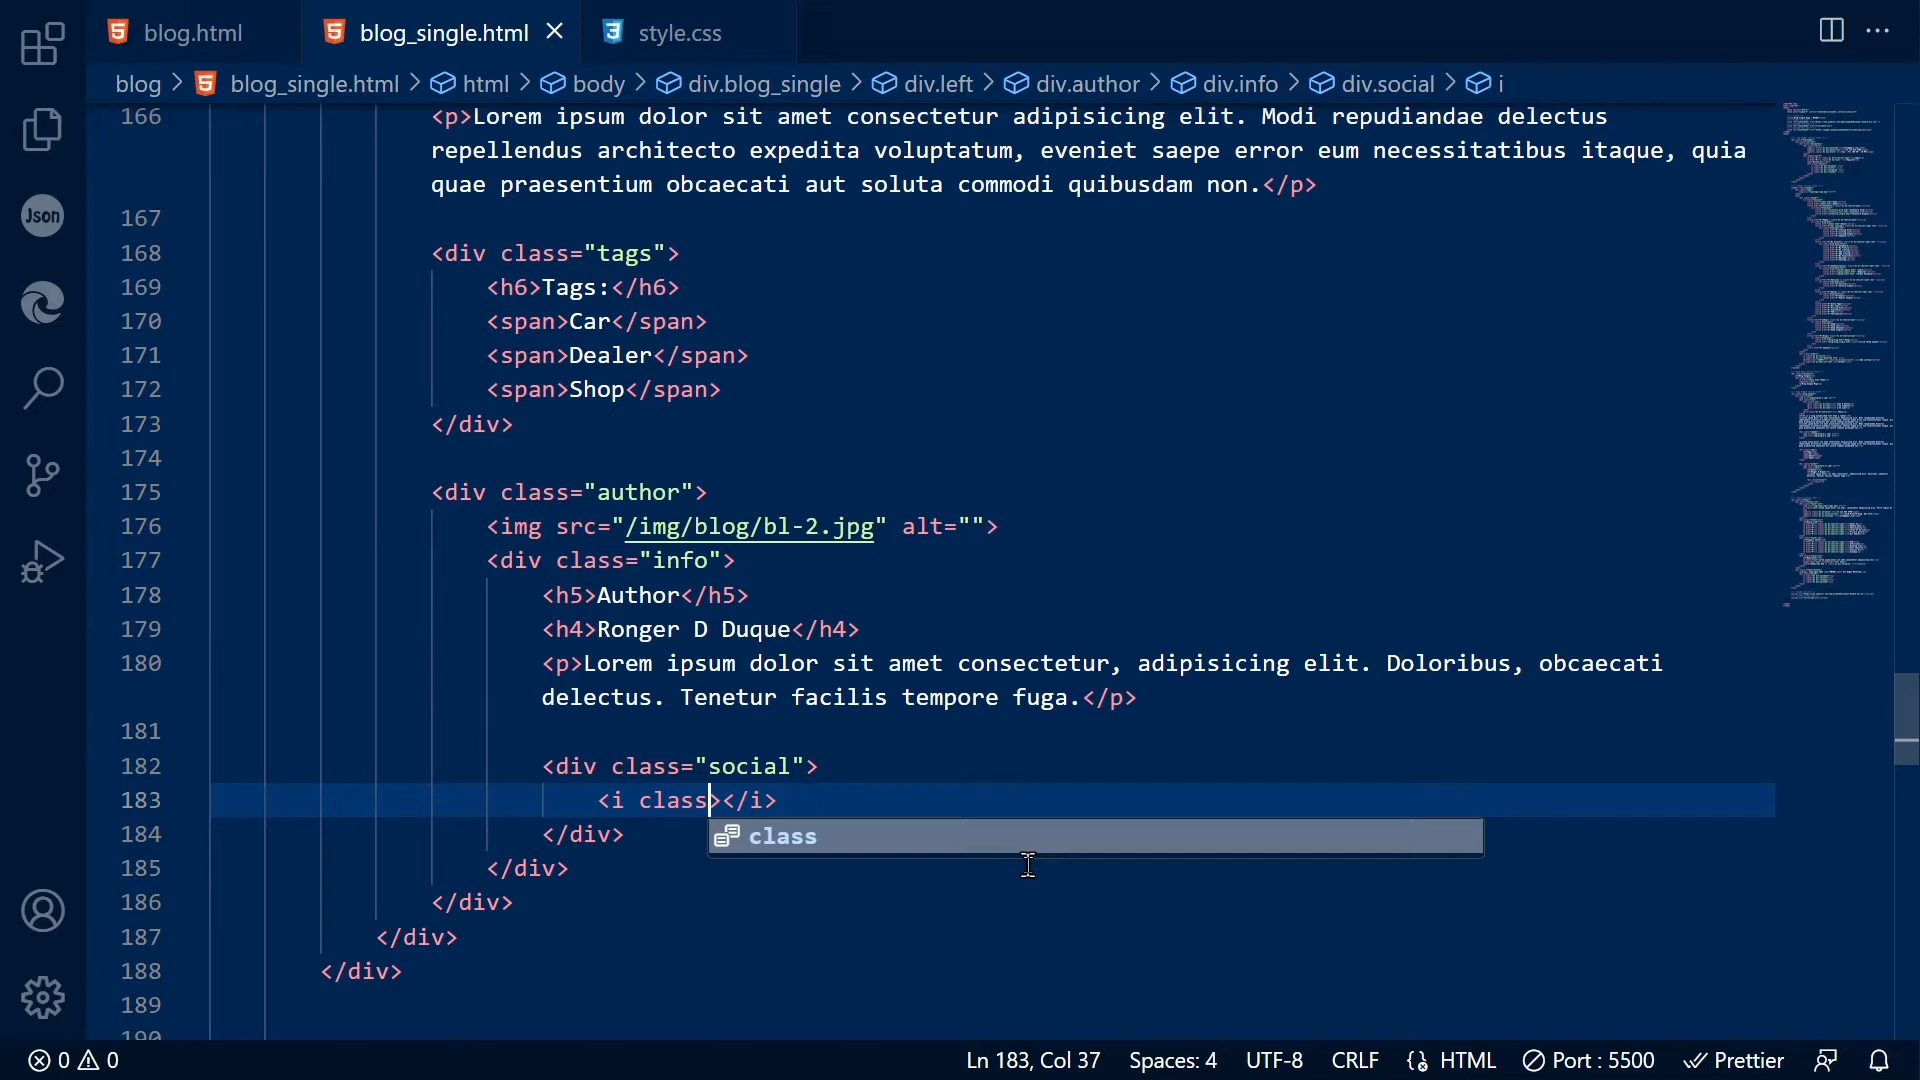 blog.html
blog_single.html
style.css
blog > blog_single.html > html > body > div.blog_single > div.left > div.author > div.info > div.social > i
Json
166 <p>Lorem ipsum dolor sit amet consectetur adipisicing elit. Modi repudiandae delectus
repellendus architecto expedita voluptatum, eveniet saepe error eum necessitatibus itaque, quia
quae praesentium obcaecati aut soluta commodi quibusdam non.</p>
167
168 <div class="tags">
169 <h6>Tags:</h6>
170 <span>Car</span>
171 <span>Dealer</span>
172 <span>Shop</span>
173 </div>
174
175 <div class="author">
176 <img src="/img/blog/bl-2.jpg" alt="">
177 <div class="info">
178 <h5>Author</h5>
179 <h4>Ronger D Duque</h4>
180 <p>Lorem ipsum dolor sit amet consectetur, adipisicing elit. Doloribus, obcaecati
delectus. Tenetur facilis tempore fuga.</p>
181
182 <div class="social">
183 <i class></i>
class
184 </div>
185 </div>
186 </div>
187 </div>
188 </div>
189
190
0 0
Ln 183, Col 37 Spaces: 4 UTF-8 CRLF HTML Port : 5500 Prettier